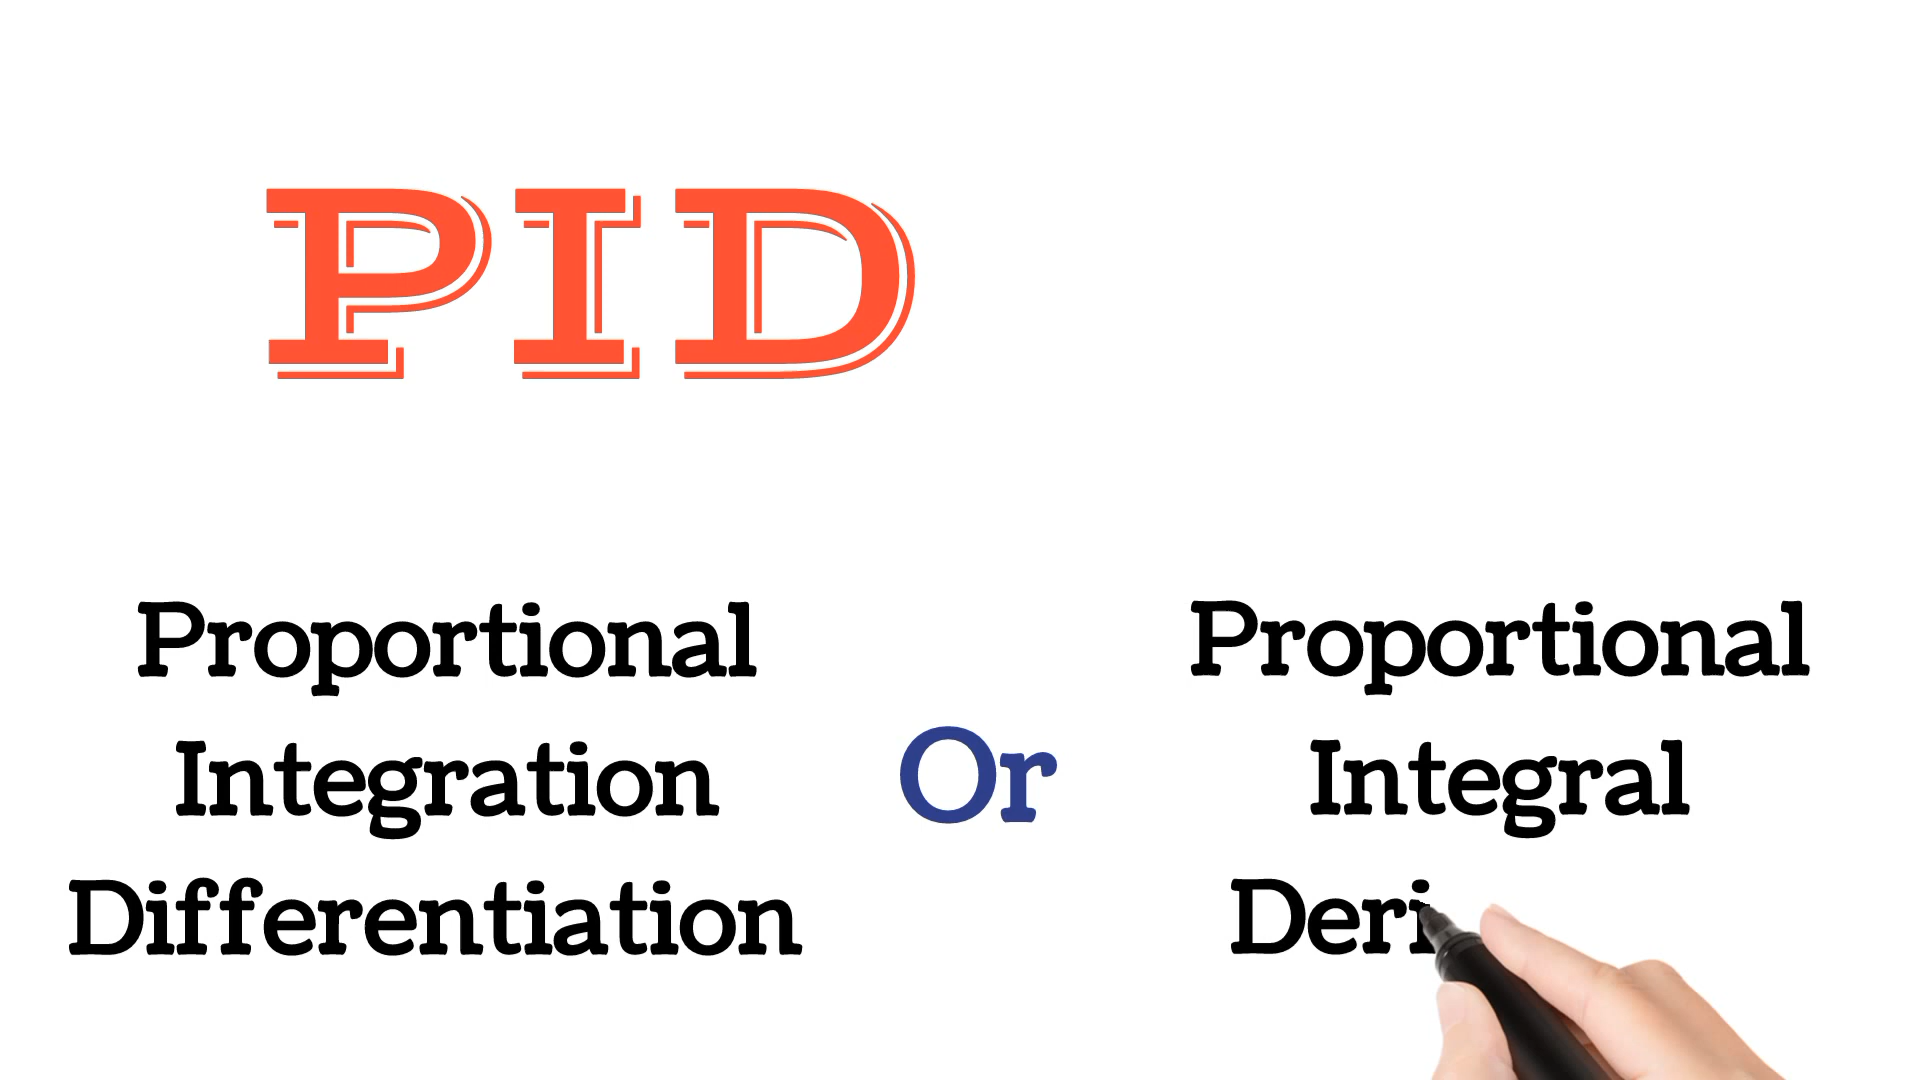 PID
Proportional
Integration
Differentiation
Or
Proportional
Integral
Deri